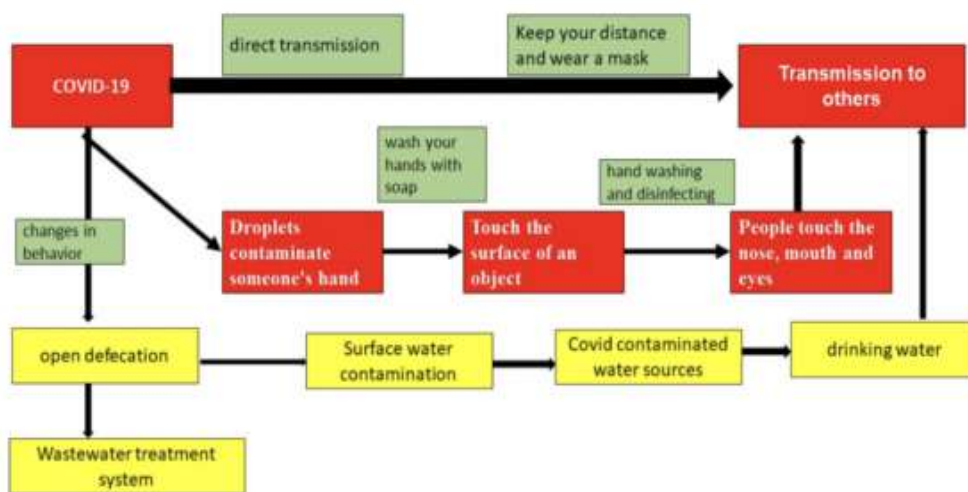 direct transmission
Keep your distance
and wear a mask
COVID-19
Transmission to
others
wash your
hands with
soap
hand washing
and disinfecting
changes in
behavior
Droplets
contaminate
someone's hand
Touch the
surface of an
object
People touch the
nose, mouth and
eyes
open defecation
Surface water
contamination
Covid contaminated
water sources
drinking water
Wastewater treatment
system